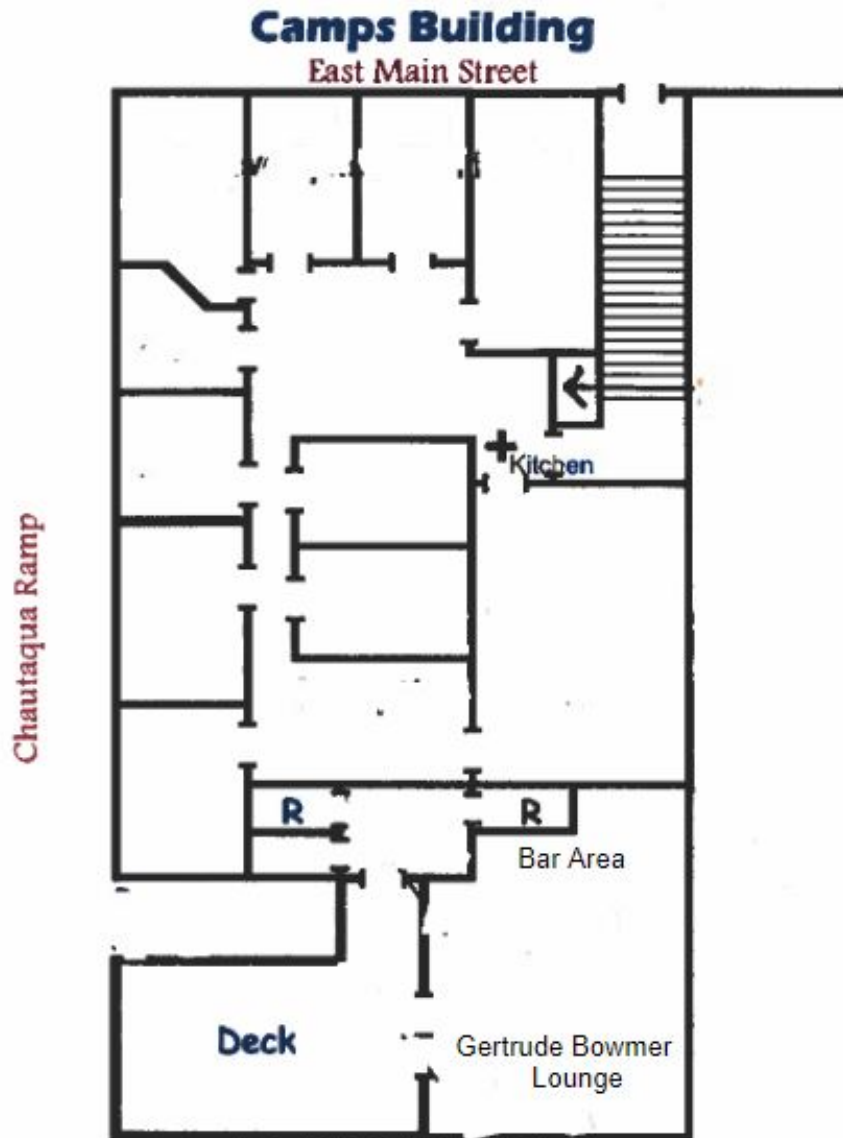 Camps Building
East Main Street
Kitchen
Chautaqua Ramp
R
R
Bar Area
Deck
Gertrude Bowmer
Lounge